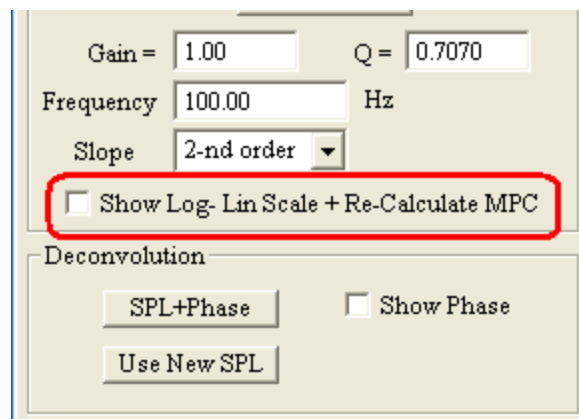 Gain = 1.00 Q = 0.7070
Frequency 100.00 Hz
Slope 2-nd order
Show Log- Lin Scale + Re-Calculate MPC
Deconvolution
SPL+Phase Show Phase
Use New SPL